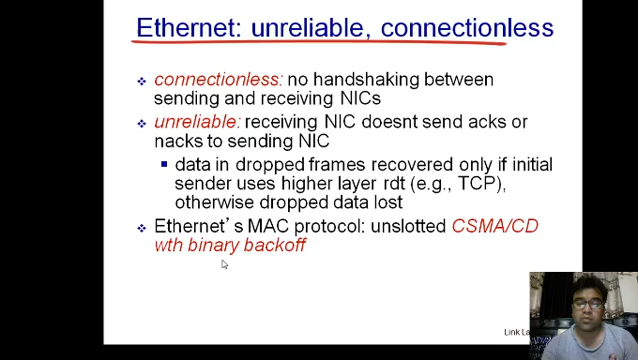 Ethernet: unreliable, connectionless
connectionless: no handshaking between
sending and receiving NICs
unreliable: receiving NIC doesnt send acks or
nacks to sending NIC
data in dropped frames recovered only if initial
sender uses higher layer rdt (e.g., TCP),
otherwise dropped data lost
Ethernet's MAC protocol: unslotted CSMA/CD
wth binary backoff
Link